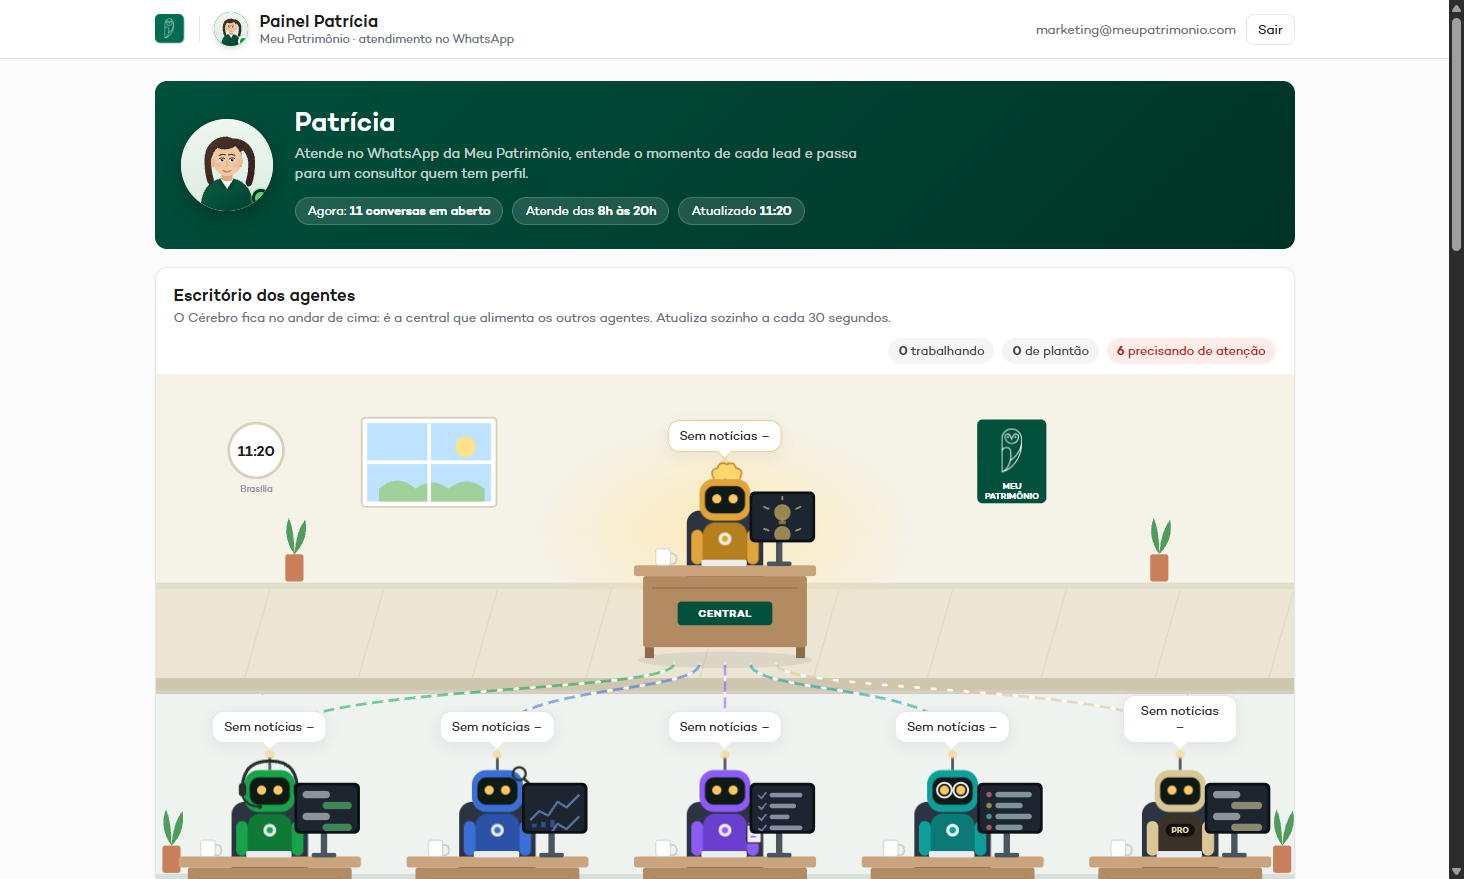 Painel Patrícia
Meu Patrimônio · atendimento no WhatsApp
marketing@meupatrimonio.com
Sair
Patrícia
Atende no WhatsApp da Meu Patrimônio, entende o momento de cada lead e passa
para um consultor quem tem perfil.
Agora: 11 conversas em aberto
Atende das 8h às 20h
Atualizado 11:20
Escritório dos agentes
O Cérebro fica no andar de cima: é a central que alimenta os outros agentes. Atualiza sozinho a cada 30 segundos.
0 trabalhando
0 de plantão
6 precisando de atenção
11:20
Brasília
Sem notícias –
MEU
PATRIMÔNIO
CENTRAL
Sem notícias –
Sem notícias –
Sem notícias –
Sem notícias –
Sem notícias
–
PRO